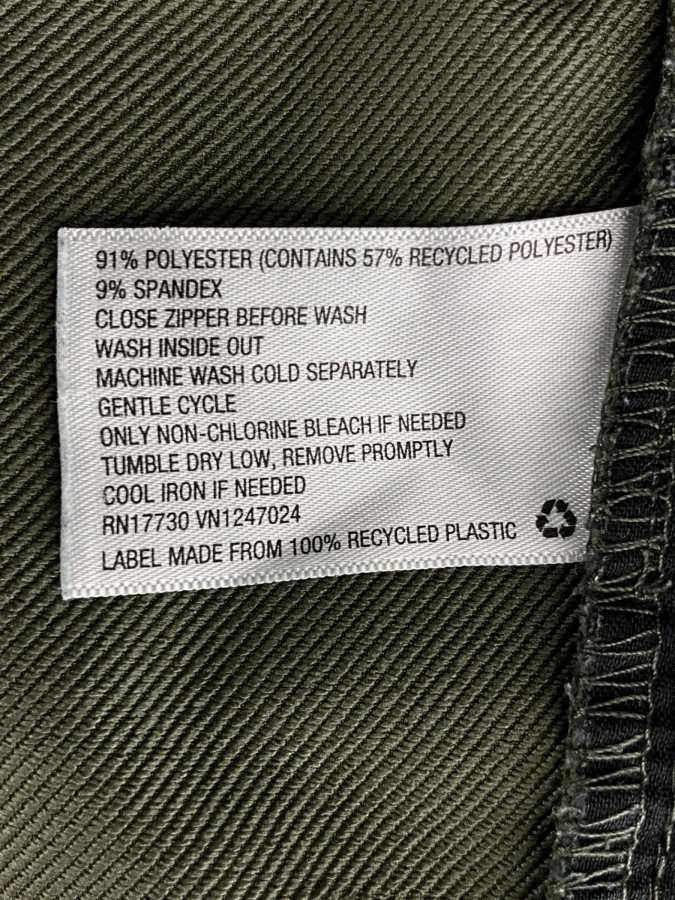 91% POLYESTER (CONTAINS 57% RECYCLED POLYESTER)
9% SPANDEX
CLOSE ZIPPER BEFORE WASH
WASH INSIDE OUT
MACHINE WASH COLD SEPARATELY
GENTLE CYCLE
ONLY NON-CHLORINE BLEACH IF NEEDED
TUMBLE DRY LOW, REMOVE PROMPTLY
COOL IRON IF NEEDED
RN17730 VN1247024
LABEL MADE FROM 100% RECYCLED PLASTIC